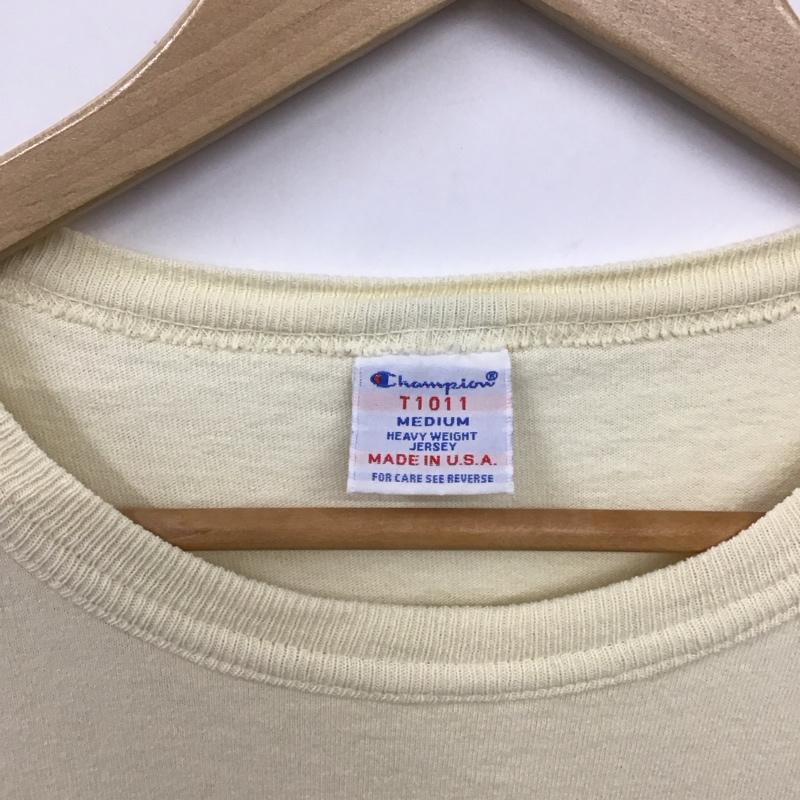 Champion®
T1011
MEDIUM
HEAVY WEIGHT
JERSEY
MADE IN U.S.A.
FOR CARE SEE REVERSE